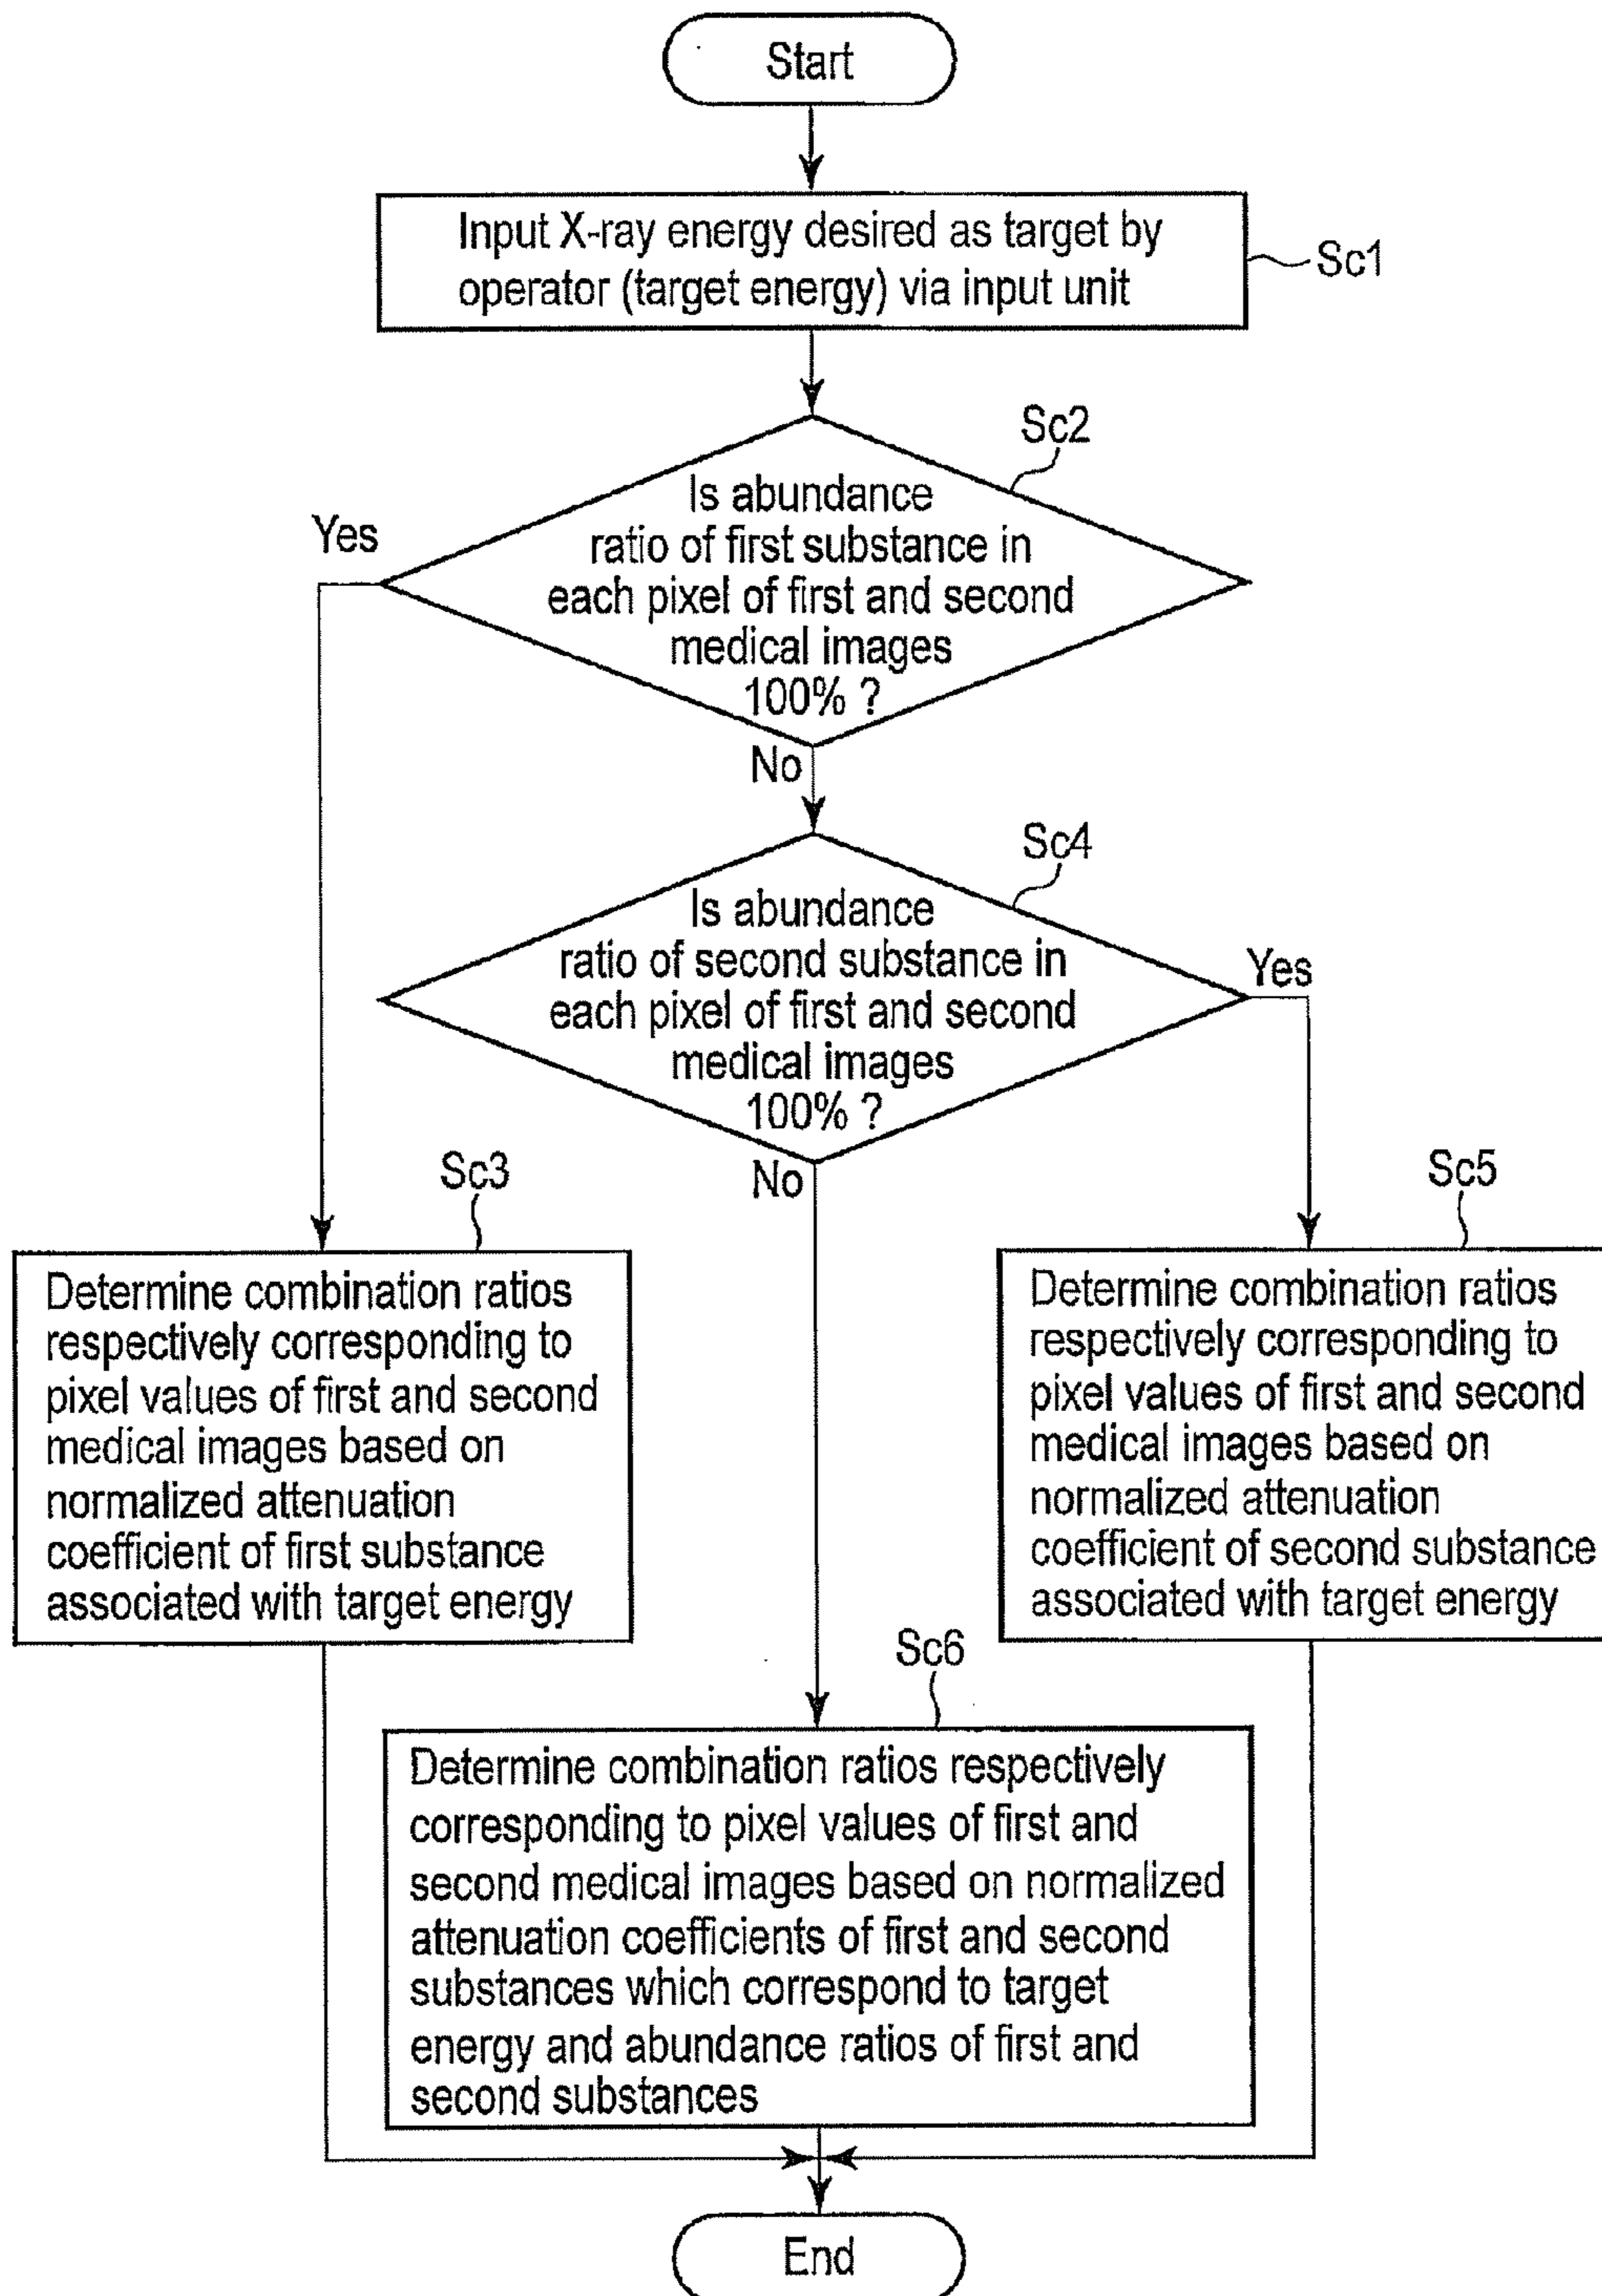 Start
Input X-ray energy desired as target by
operator (target energy) via input unit
Sc1
Sc2
Is abundance
ratio of first substance in
each pixel of first and second
medical images
100% ?
Yes
No
Sc4
Is abundance
ratio of second substance in
each pixel of first and second
medical images
100% ?
Yes
No
Sc3
Determine combination ratios
respectively corresponding to
pixel values of first and second
medical images based on
normalized attenuation
coefficient of first substance
associated with target energy
Sc5
Determine combination ratios
respectively corresponding to
pixel values of first and second
medical images based on
normalized attenuation
coefficient of second substance
associated with target energy
Sc6
Determine combination ratios respectively
corresponding to pixel values of first and
second medical images based on normalized
attenuation coefficients of first and second
substances which correspond to target
energy and abundance ratios of first and
second substances
End